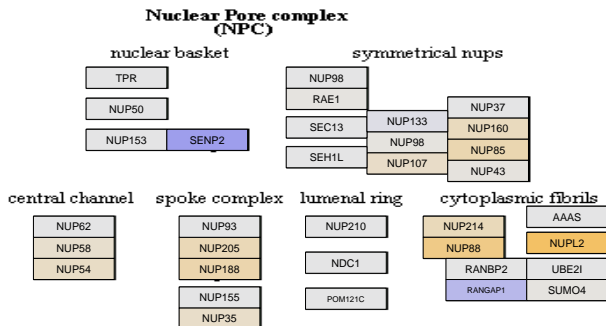 Nuclear Pore complex
(NPC)
nuclear basket
symmetrical nups
TPR
NUP50
NUP153 SENP2
NUP98
RAE1
SEC13
SEH1L
NUP133
NUP98
NUP107
NUP37
NUP160
NUP85
NUP43
central channel
NUP62
NUP58
NUP54
spoke complex
NUP93
NUP205
NUP188
NUP155
NUP35
lumenal ring
NUP210
NDC1
POM121C
cytoplasmic fibrils
NUP214
NUP88
AAAS
NUPL2
RANBP2 UBE2I
RANGAP1 SUMO4